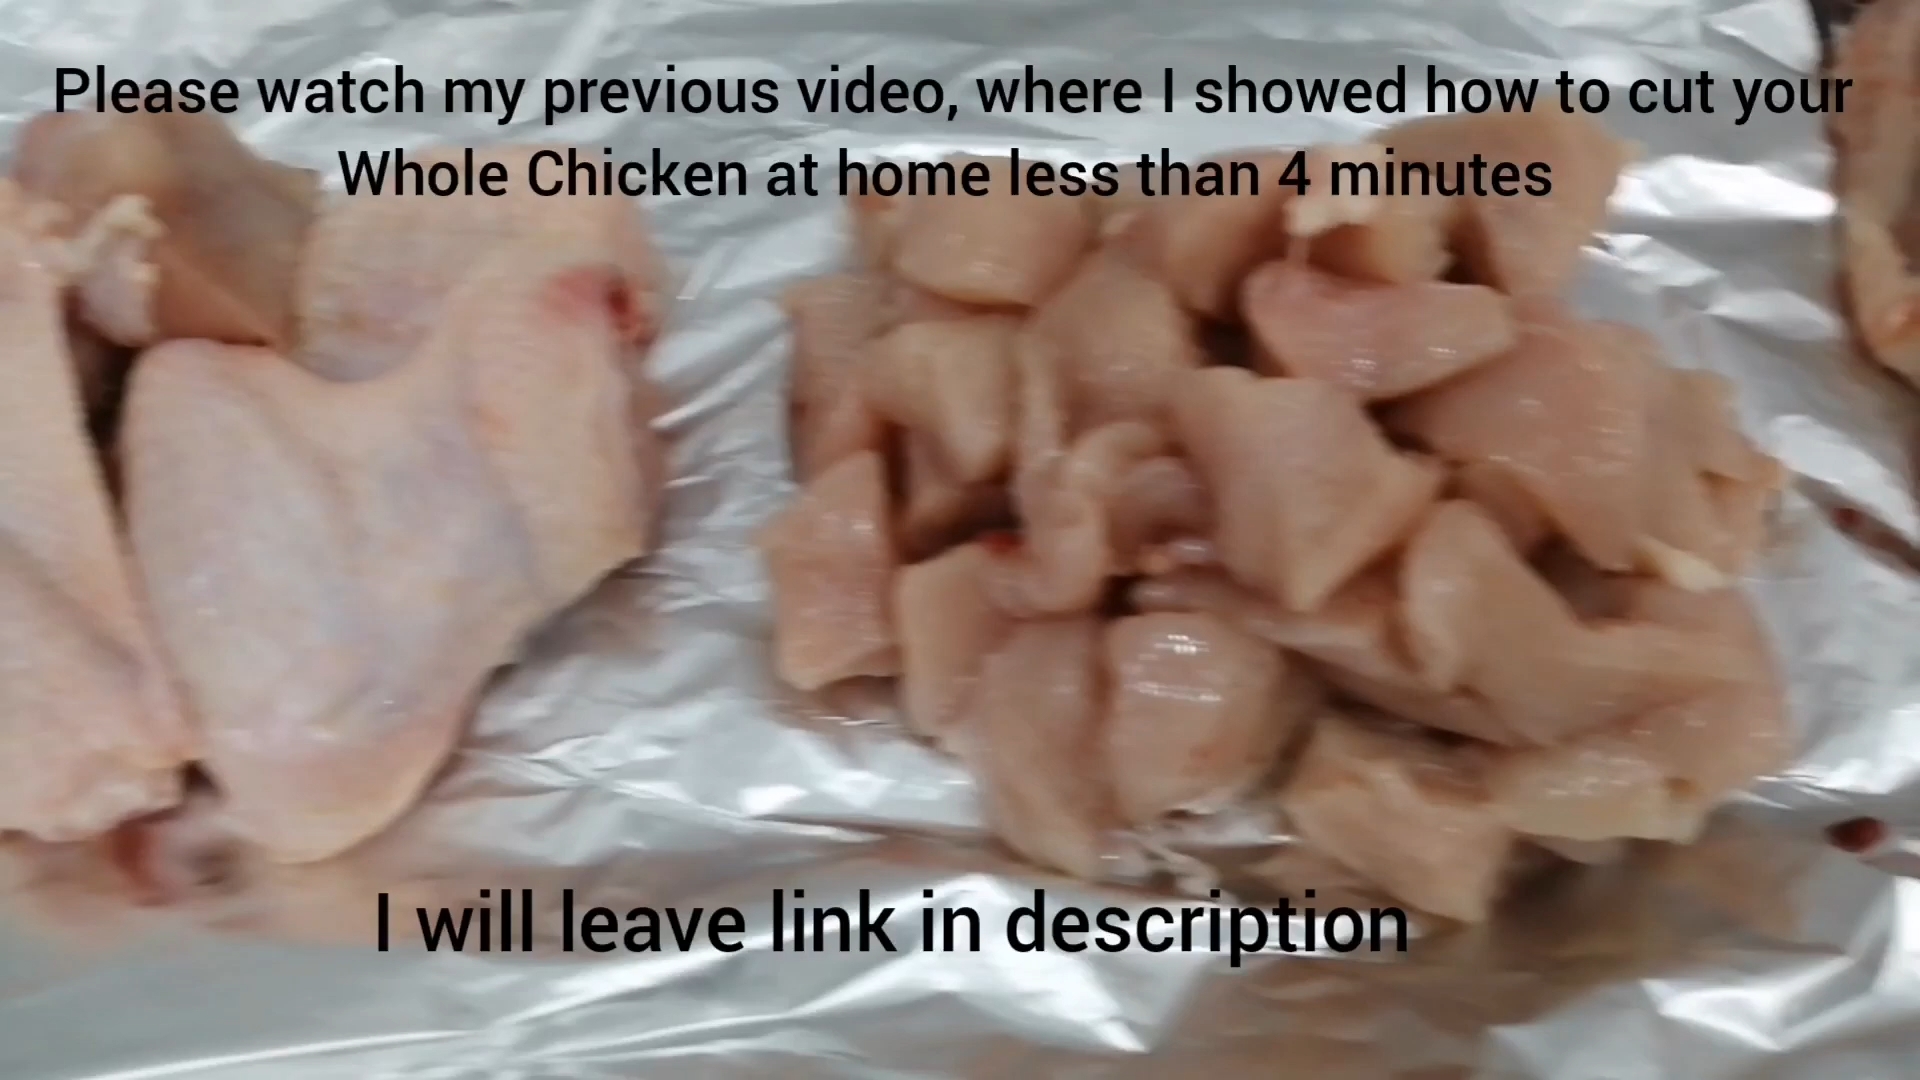 Please watch my previous video, where I showed how to cut your
Whole Chicken at home less than 4 minutes
I will leave link in description